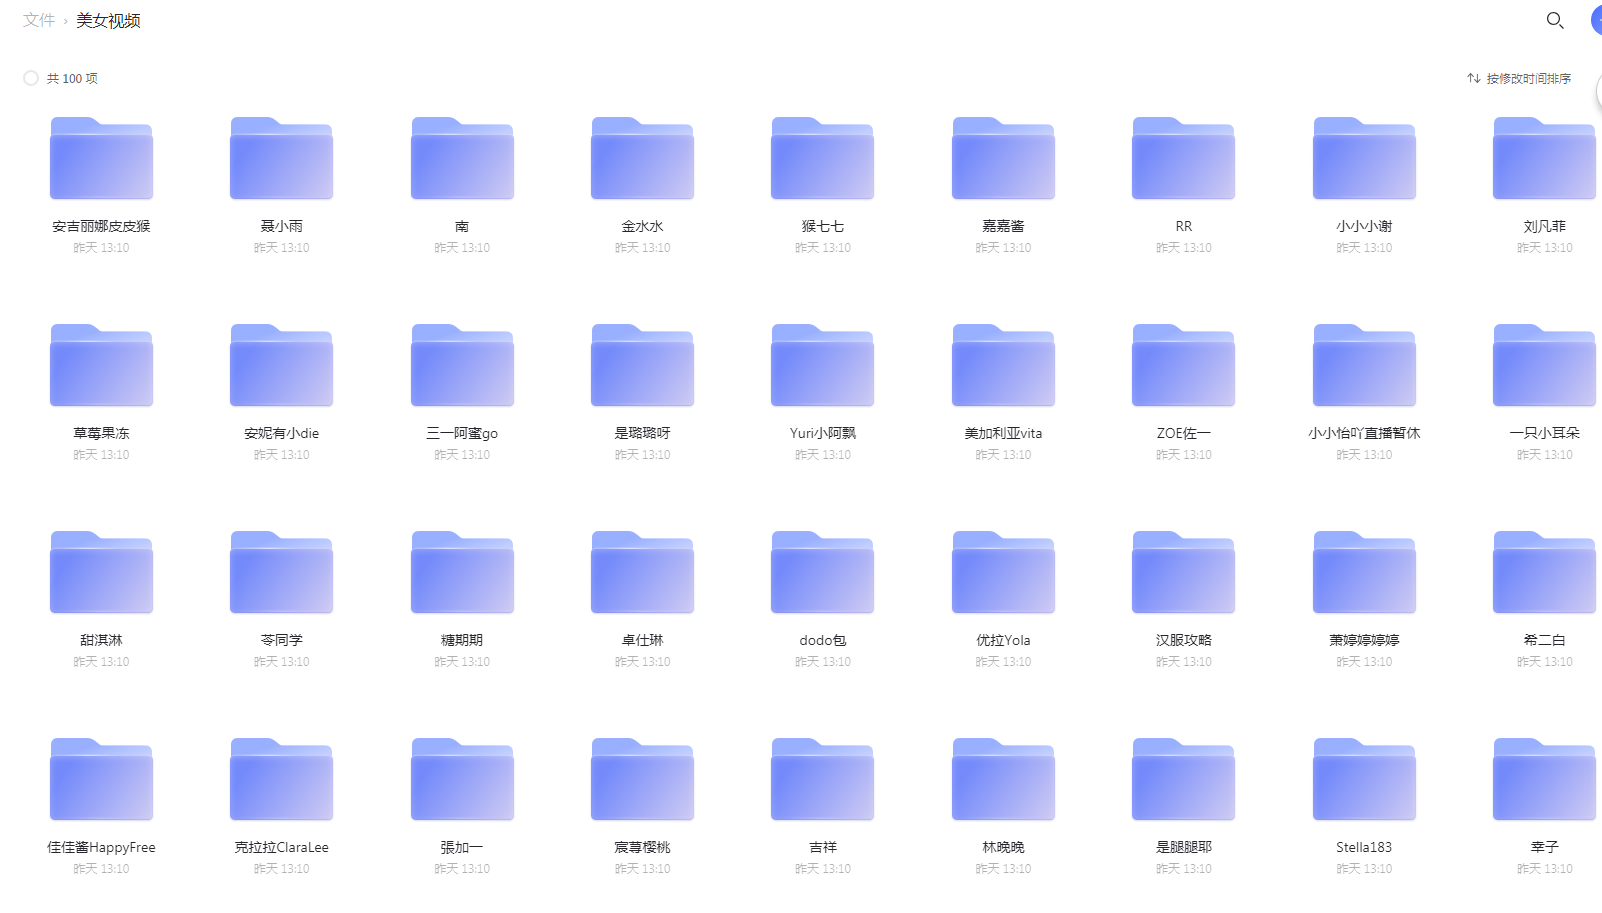 文件 › 美女视频
共 100 项
按修改时间排序
安吉丽娜皮皮猴 聂小雨 南 金水水 猴七七 嘉嘉酱 RR 小小小谢 刘凡菲
昨天 13:10 昨天 13:10 昨天 13:10 昨天 13:10 昨天 13:10 昨天 13:10 昨天 13:10 昨天 13:10 昨天 13:10
草莓果冻 安妮有小die 三一阿蜜go 是璐璐呀 Yuri小阿飘 美加利亚vita ZOE佐一 小小怡吖直播暂休 一只小耳朵
昨天 13:10 昨天 13:10 昨天 13:10 昨天 13:10 昨天 13:10 昨天 13:10 昨天 13:10 昨天 13:10 昨天 13:10
甜淇淋 苓同学 糖期期 卓仕琳 dodo包 优拉Yola 汉服攻略 萧婷婷婷婷 希二白
昨天 13:10 昨天 13:10 昨天 13:10 昨天 13:10 昨天 13:10 昨天 13:10 昨天 13:10 昨天 13:10 昨天 13:10
佳佳酱HappyFree 克拉拉ClaraLee 張加一 宸荨樱桃 吉祥 林晚晚 是腿腿耶 Stella183 幸子
昨天 13:10 昨天 13:10 昨天 13:10 昨天 13:10 昨天 13:10 昨天 13:10 昨天 13:10 昨天 13:10 昨天 13:10